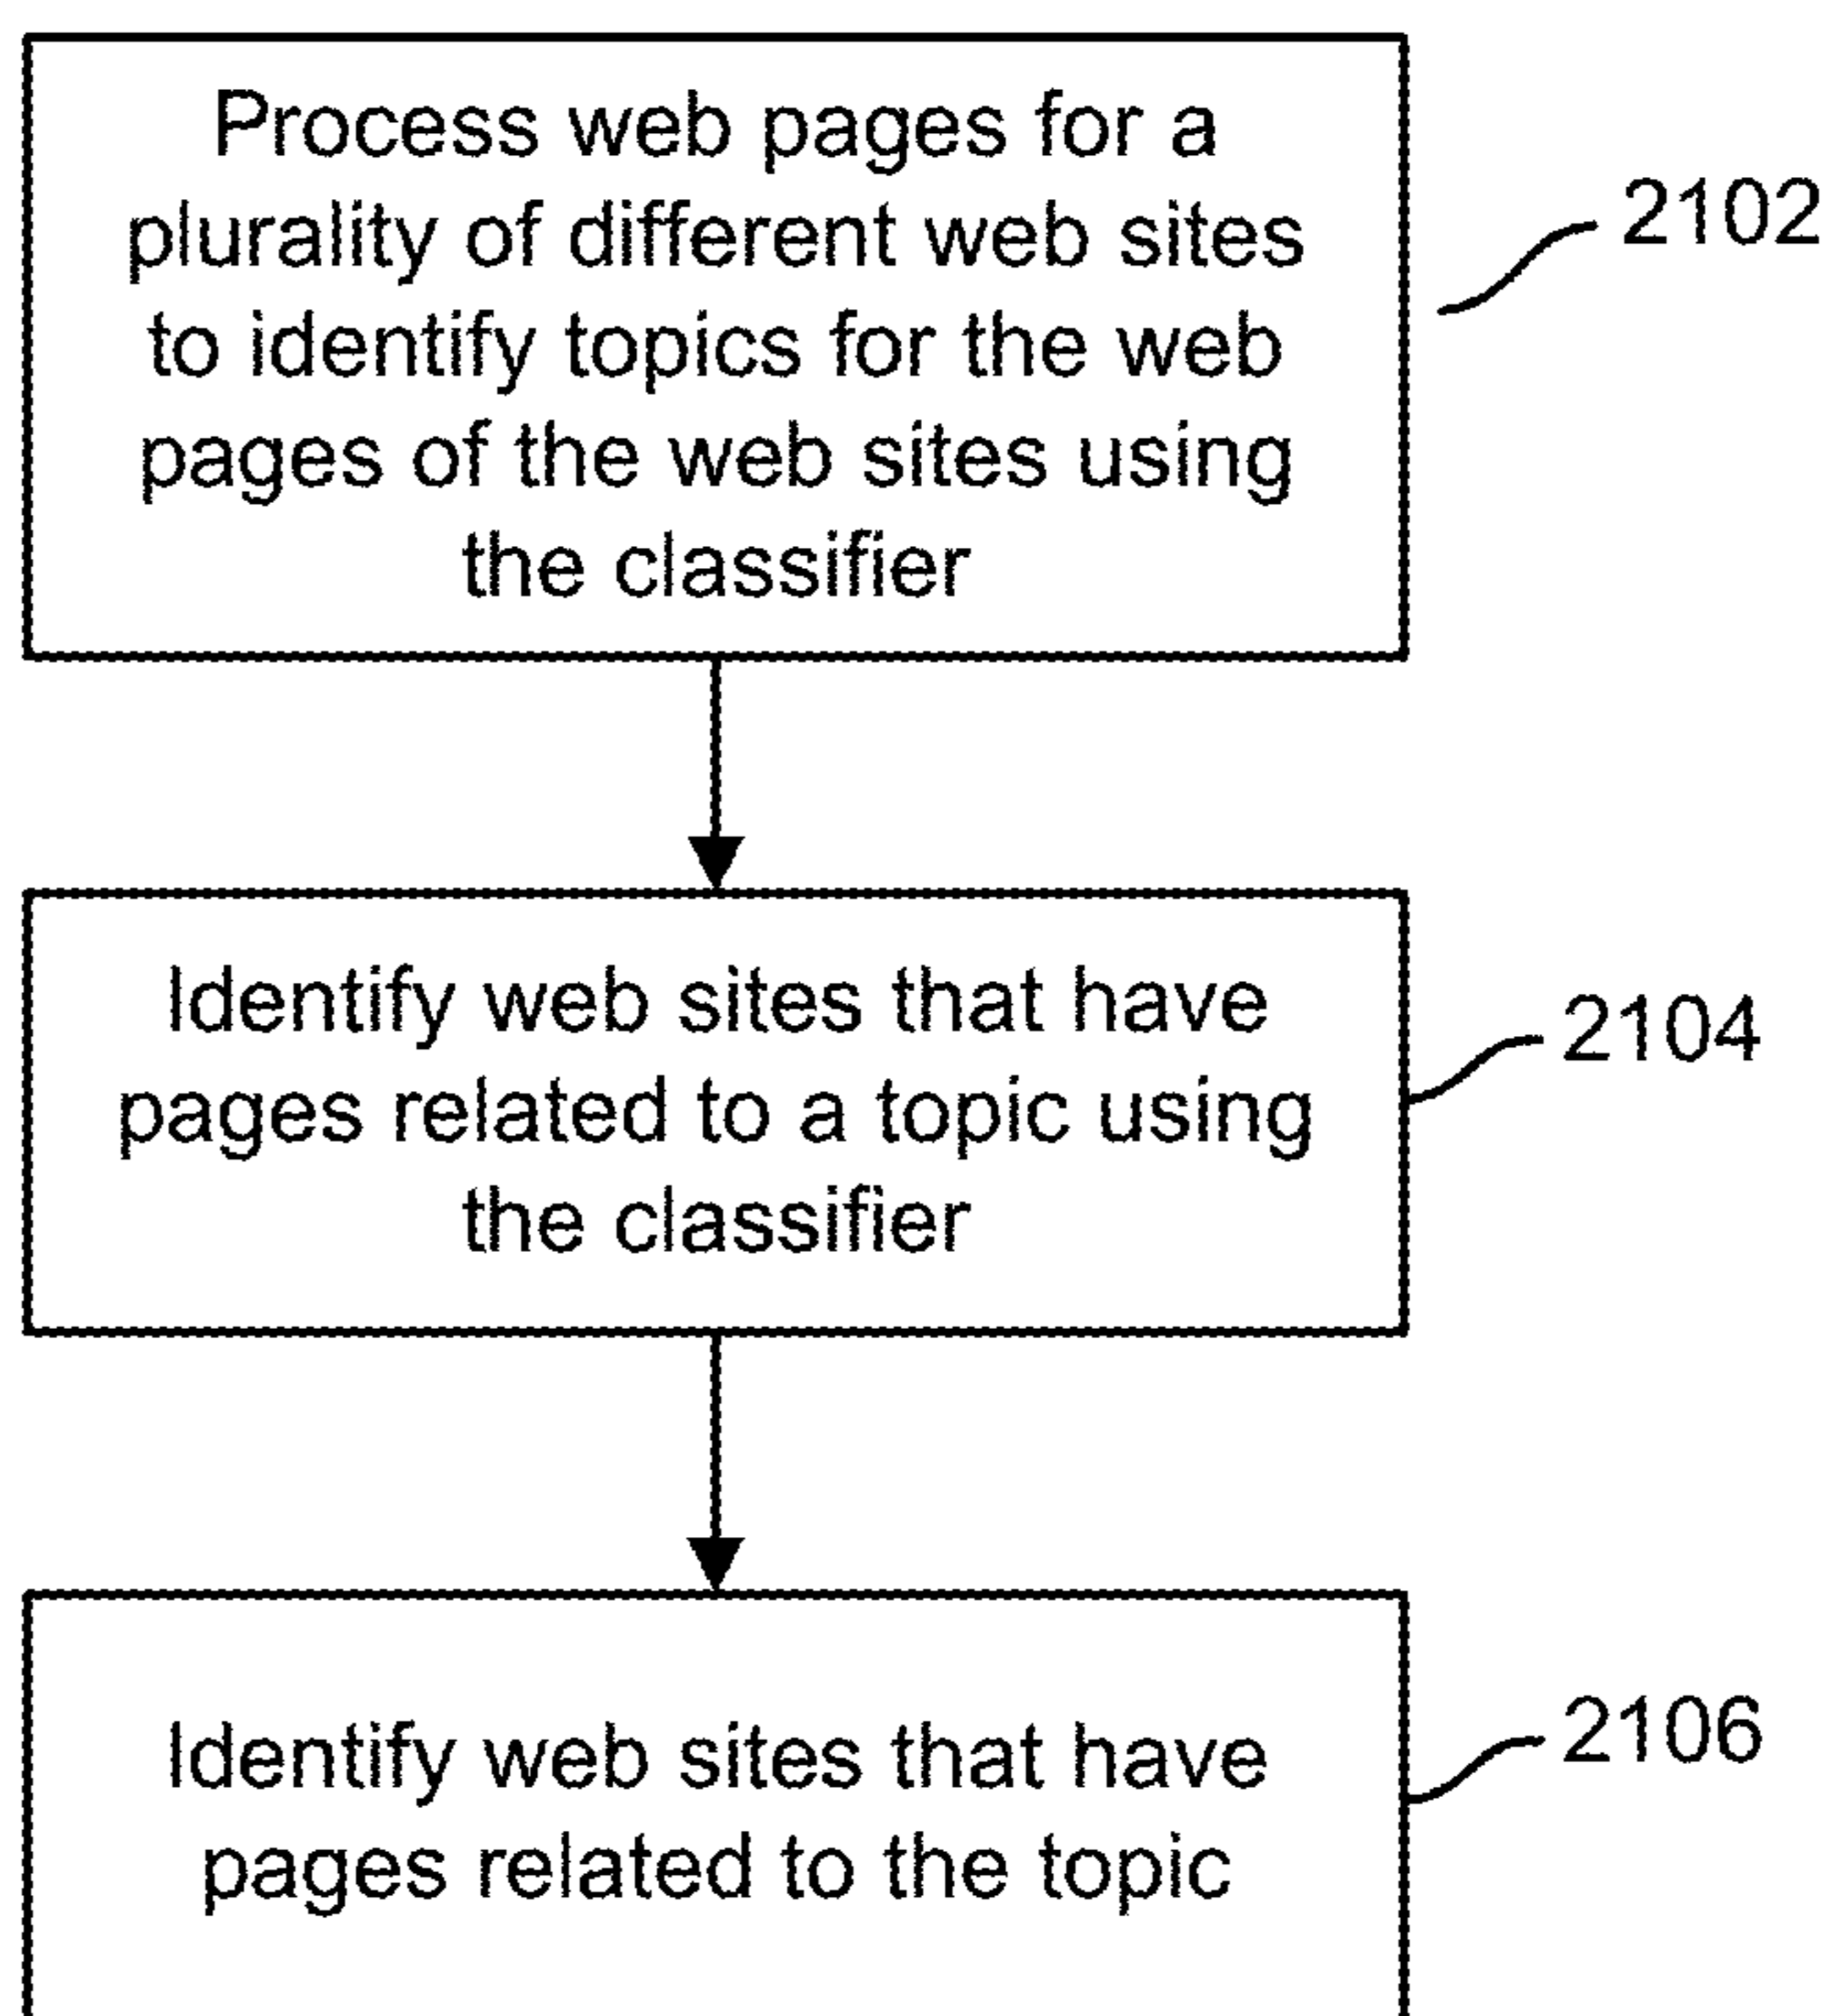 Process web pages for a
plurality of different web sites
to identify topics for the web
pages of the web sites using
the classifier
2102
Identify web sites that have
pages related to a topic using
the classifier
2104
Identify web sites that have
pages related to the topic
2106